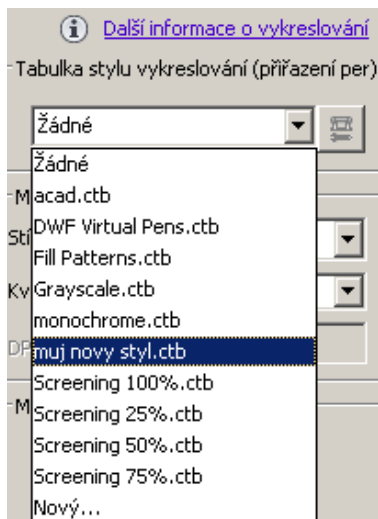 Další informace o vykreslování
Tabulka stylu vykreslování (přiřazení per)
Žádné
Žádné
acad.ctb
DWF Virtual Pens.ctb
Fill Patterns.ctb
Grayscale.ctb
monochrome.ctb
muj novy styl.ctb
Screening 100%.ctb
Screening 25%.ctb
Screening 50%.ctb
Screening 75%.ctb
Nový...